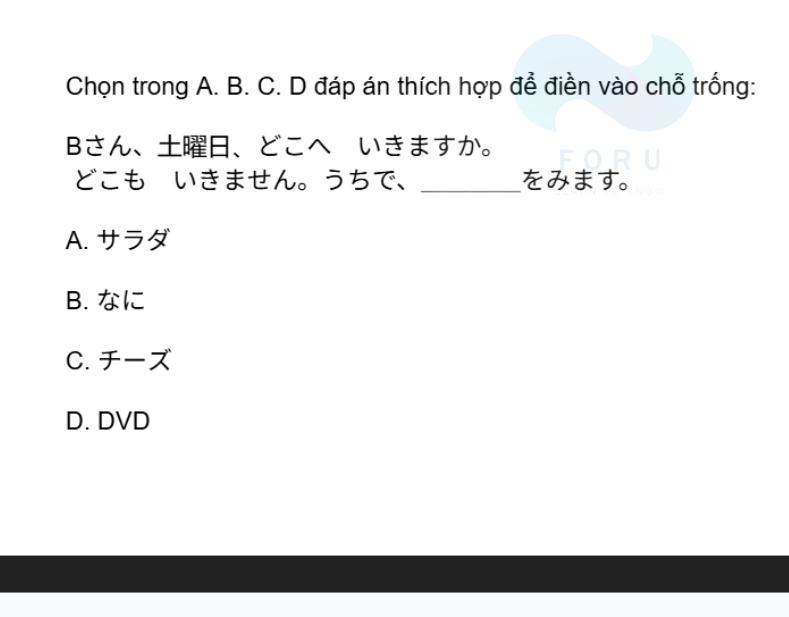 Chọn trong A. B. C. D đáp án thích hợp để điền vào chỗ trống:
Bさん、土曜日、どこへ　いきますか。
どこも　いきません。うちで、________をみます。
FORU
A. サラダ
B. なに
C. チーズ
D. DVD